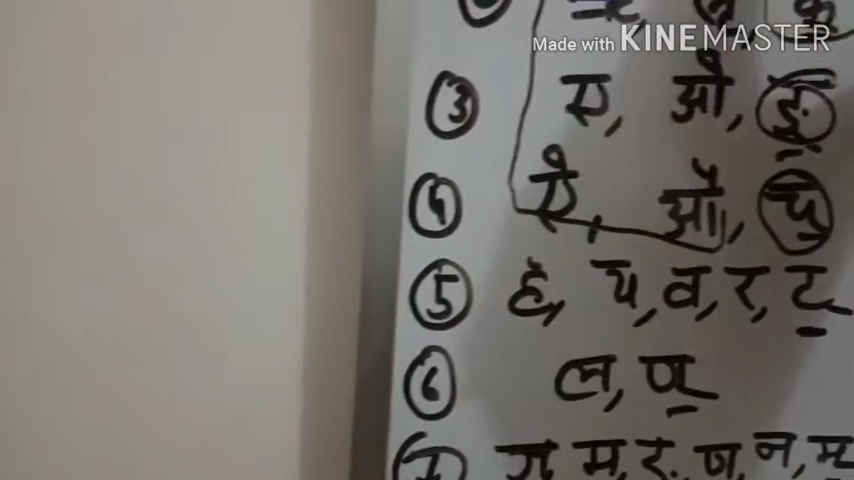 Made with KINEMASTER
③ ए, ओ, ङ्
④ ऐ, औ, च्
⑤ ह, य, व, र, ट्
⑥ ल, ण्
म, ङ, ण, न, म्